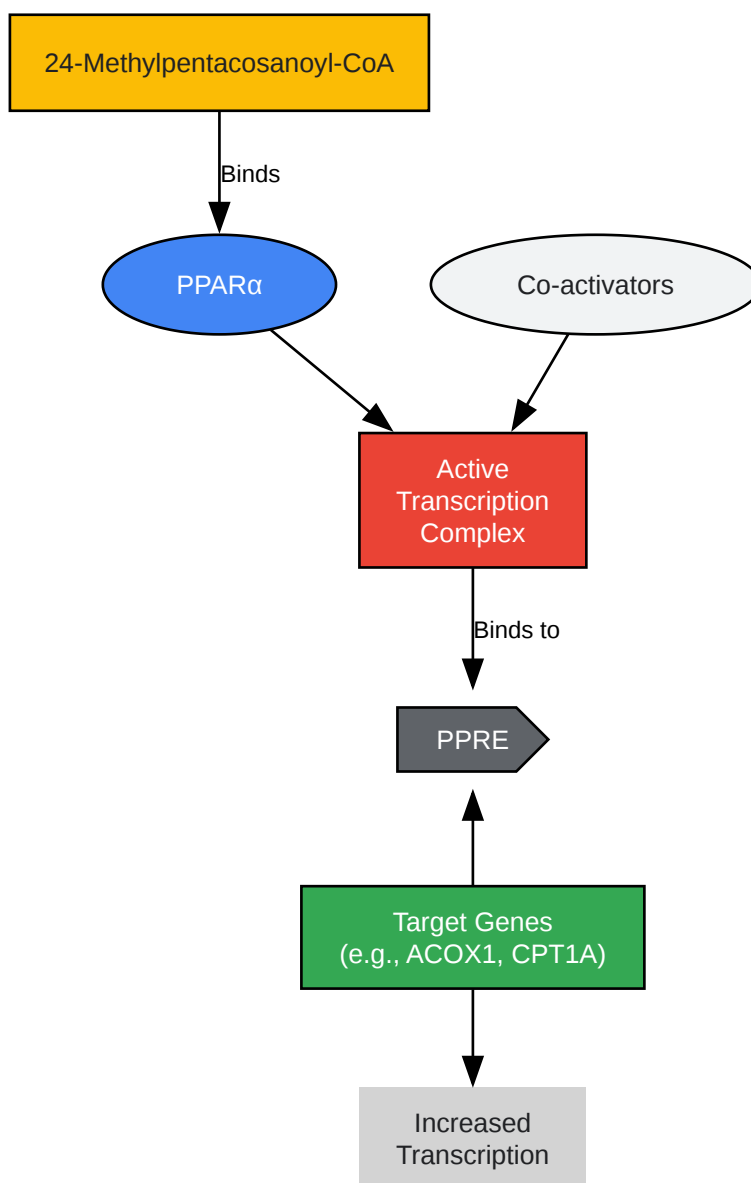 24-Methylpentacosanoyl-CoA
Binds
PPARα
Co-activators
Active
Transcription
Complex
Binds to
PPRE
Target Genes
(e.g., ACOX1, CPT1A)
Increased
Transcription